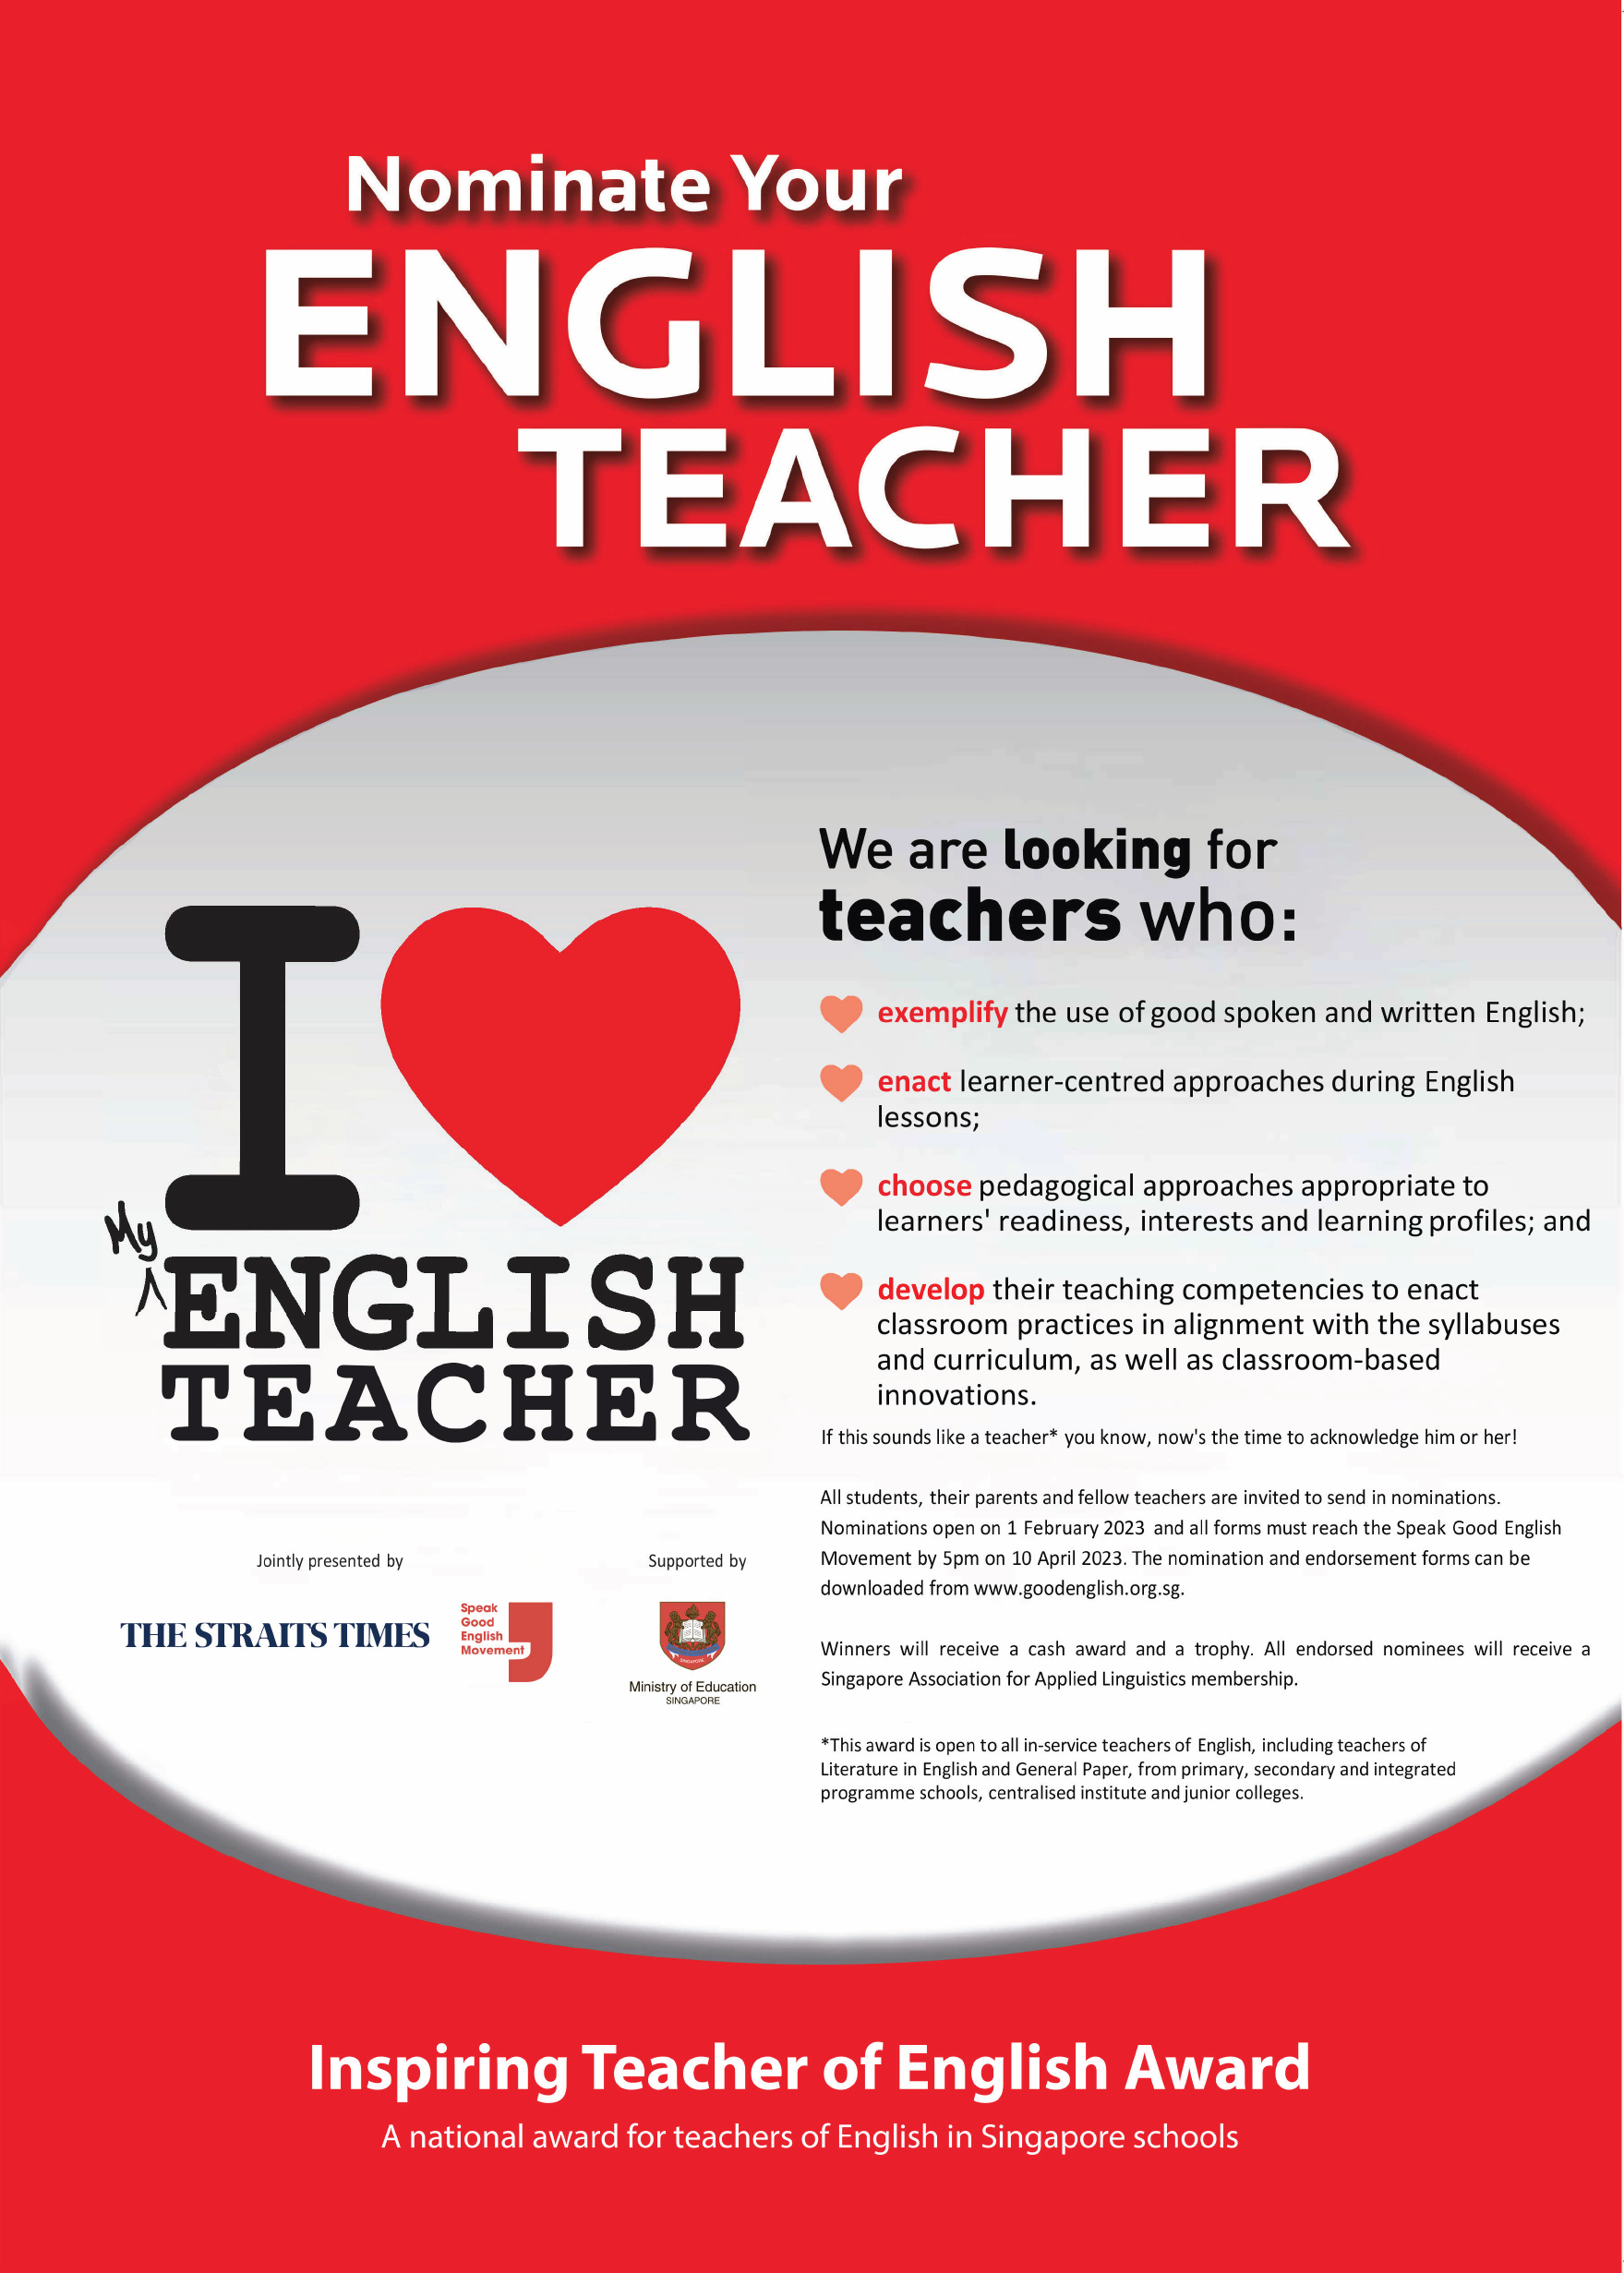 Nominate Your
ENGLISH
TEACHER
We are looking for
teachers who:
exemplify the use of good spoken and written English;
enact learner-centred approaches during English
lessons;
choose pedagogical approaches appropriate to
learners' readiness, interests and learning profiles; and
develop their teaching competencies to enact
classroom practices in alignment with the syllabuses
and curriculum, as well as classroom-based
innovations.
If this sounds like a teacher* you know, now's the time to acknowledge him or her!
All students, their parents and fellow teachers are invited to send in nominations.
Nominations open on 1 February 2023 and all forms must reach the Speak Good English
Movement by 5pm on 10 April 2023. The nomination and endorsement forms can be
downloaded from www.goodenglish.org.sg.
Winners will receive a cash award and a trophy. All endorsed nominees will receive a
Singapore Association for Applied Linguistics membership.
*This award is open to all in-service teachers of English, including teachers of
Literature in English and General Paper, from primary, secondary and integrated
programme schools, centralised institute and junior colleges.
I
My
ENGLISH
TEACHER
Jointly presented by
THE STRAITS TIMES
Speak
Good
English
Movement
Supported by
SINGAPORE
Ministry of Education
SINGAPORE
Inspiring Teacher of English Award
A national award for teachers of English in Singapore schools